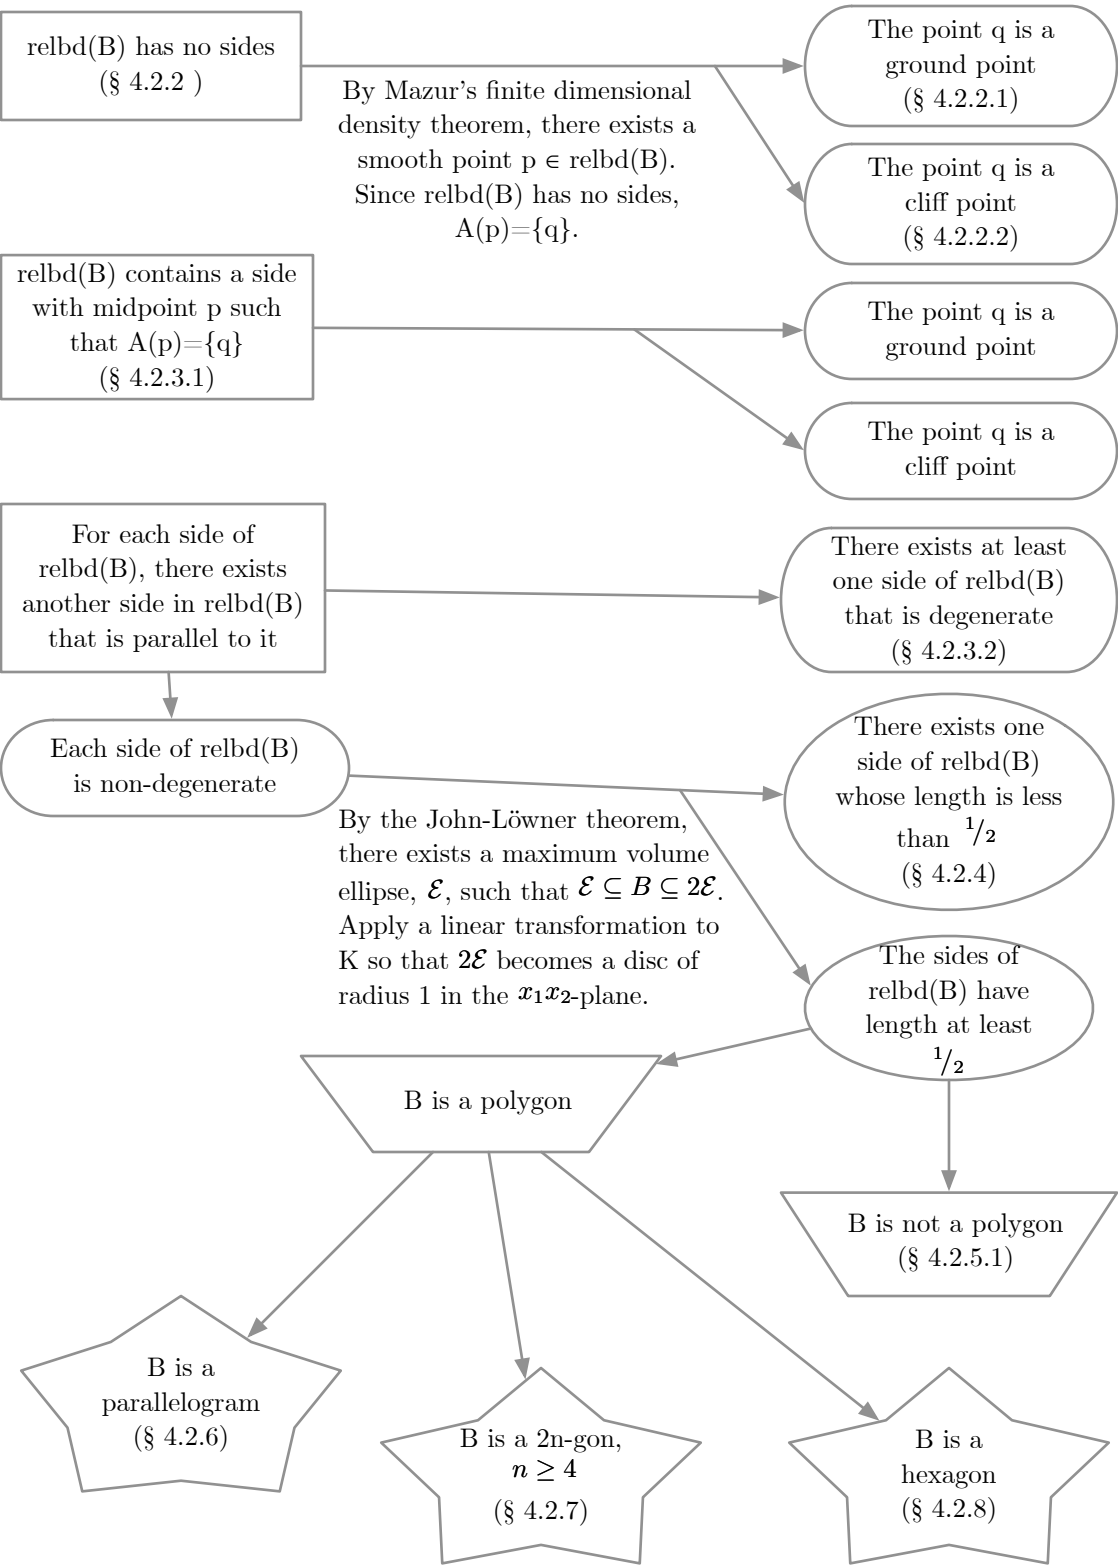 relbd(B) has no sides
(§ 4.2.2 )
By Mazur's finite dimensional
density theorem, there exists a
smooth point p ∈ relbd(B).
Since relbd(B) has no sides,
A(p)={q}.
The point q is a
ground point
(§ 4.2.2.1)
The point q is a
cliff point
(§ 4.2.2.2)
relbd(B) contains a side
with midpoint p such
that A(p)={q}
(§ 4.2.3.1)
The point q is a
ground point
The point q is a
cliff point
For each side of
relbd(B), there exists
another side in relbd(B)
that is parallel to it
There exists at least
one side of relbd(B)
that is degenerate
(§ 4.2.3.2)
Each side of relbd(B)
is non-degenerate
There exists one
side of relbd(B)
whose length is less
than 1/2
(§ 4.2.4)
By the John-Löwner theorem,
there exists a maximum volume
ellipse, ℰ, such that ℰ ⊆ B ⊆ 2ℰ.
Apply a linear transformation to
K so that 2ℰ becomes a disc of
radius 1 in the x₁x₂-plane.
The sides of
relbd(B) have
length at least
1/2
B is a polygon
B is not a polygon
(§ 4.2.5.1)
B is a
parallelogram
(§ 4.2.6)
B is a 2n-gon,
n ≥ 4
(§ 4.2.7)
B is a
hexagon
(§ 4.2.8)